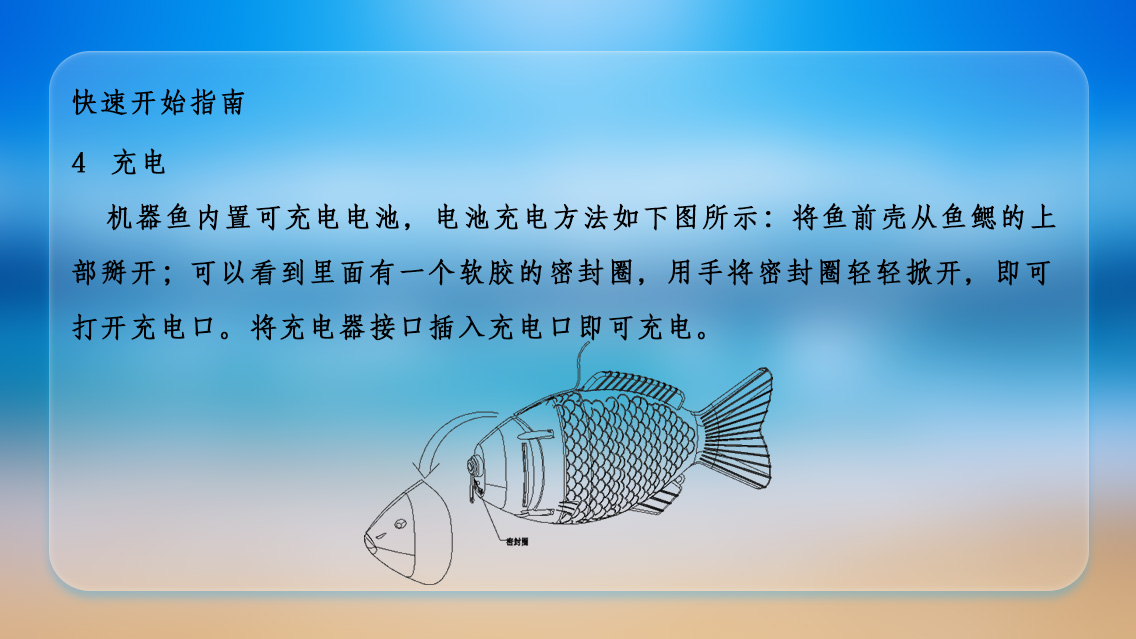 快速开始指南
4 充电
机器鱼内置可充电电池，电池充电方法如下图所示：将鱼前壳从鱼鳃的上
部掰开；可以看到里面有一个软胶的密封圈，用手将密封圈轻轻掀开，即可
打开充电口。将充电器接口插入充电口即可充电。
密封圈